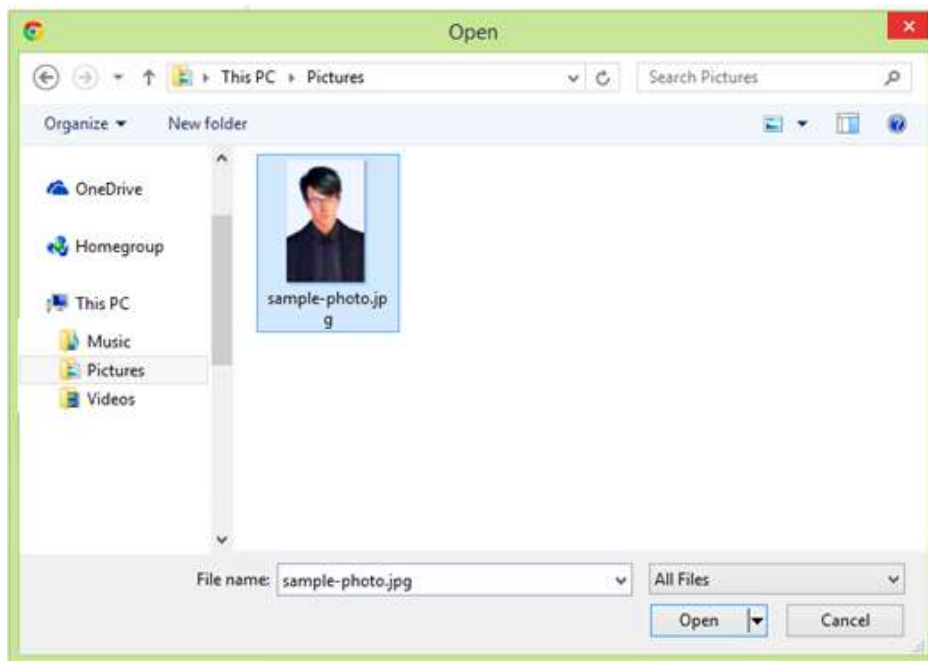 Open
This PC Pictures
Search Pictures
Organize
New folder
OneDrive
Homegroup
This PC
Music
Pictures
Videos
sample-photo.jp
g
File name:
sample-photo.jpg
All Files
Open
Cancel